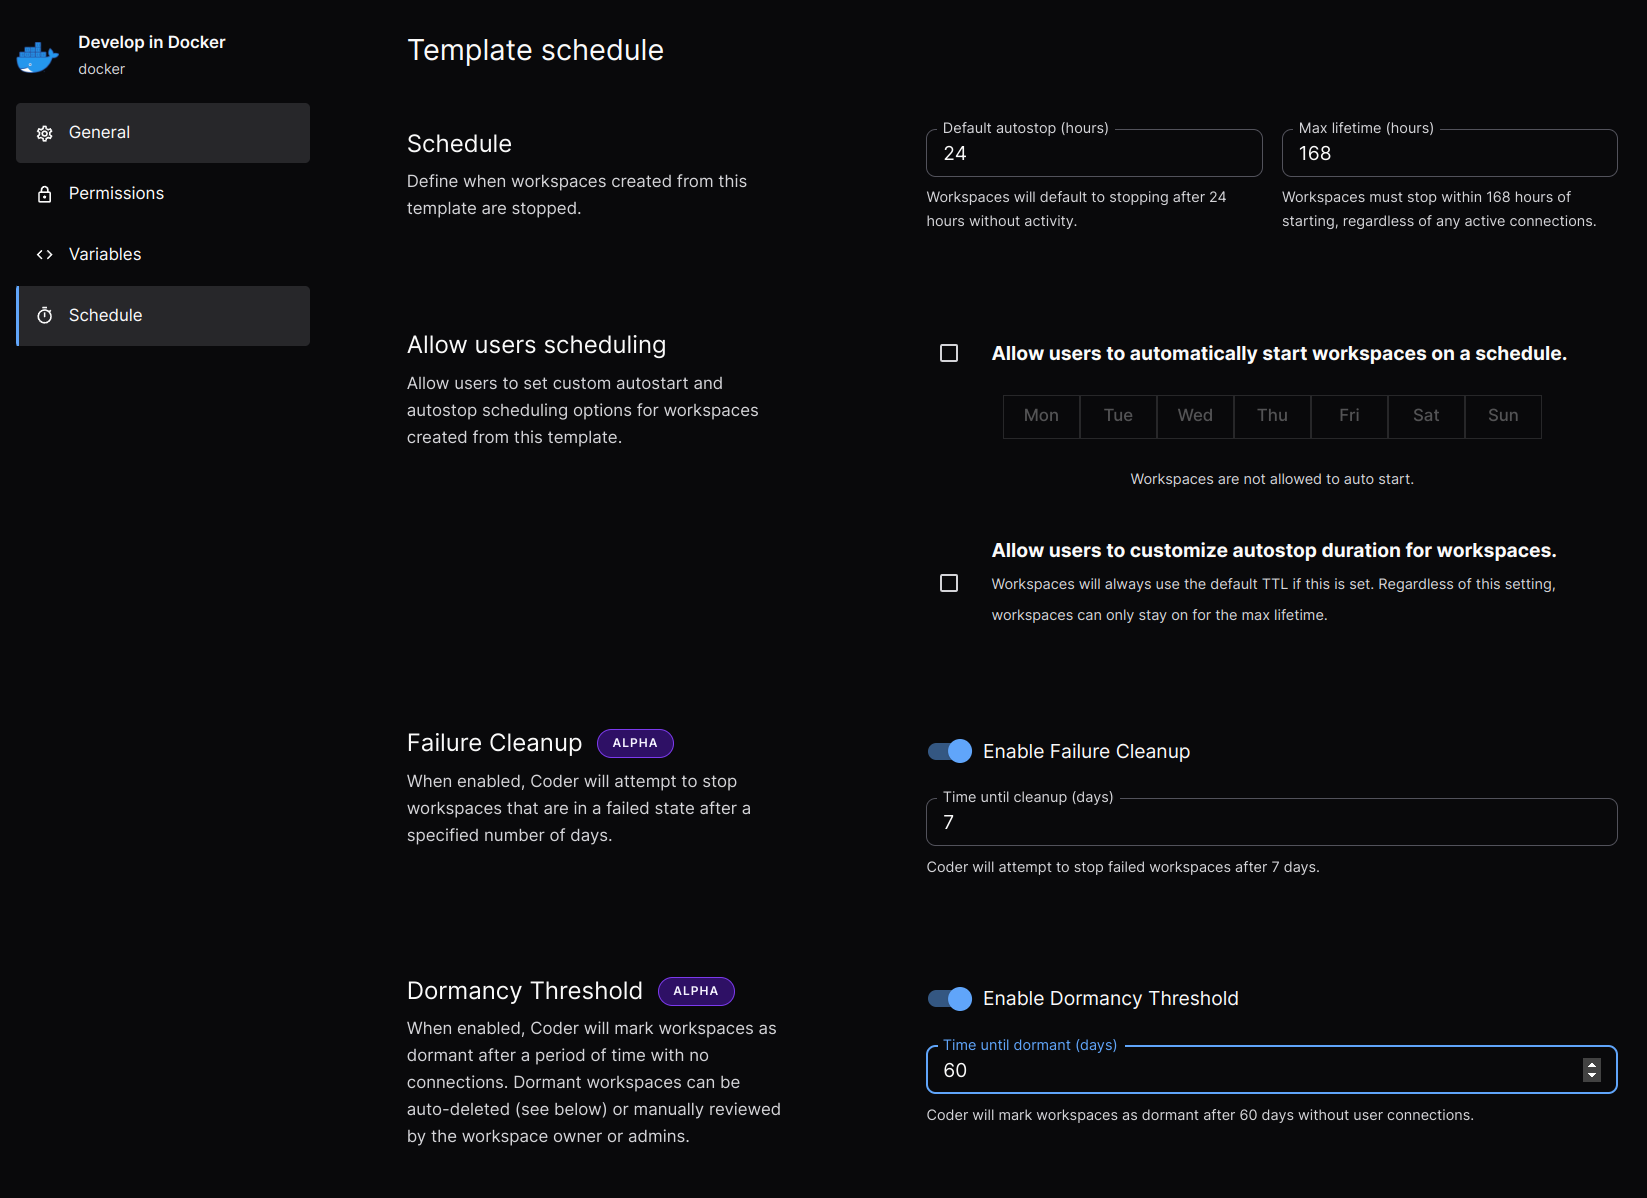 Develop in Docker
docker
General
Permissions
Variables
Schedule
Template schedule
Schedule
Define when workspaces created from this
template are stopped.
Default autostop (hours)
24
Workspaces will default to stopping after 24
hours without activity.
Max lifetime (hours)
168
Workspaces must stop within 168 hours of
starting, regardless of any active connections.
Allow users scheduling
Allow users to set custom autostart and
autostop scheduling options for workspaces
created from this template.
Allow users to automatically start workspaces on a schedule.
Mon Tue Wed Thu Fri Sat Sun
Workspaces are not allowed to auto start.
Allow users to customize autostop duration for workspaces.
Workspaces will always use the default TTL if this is set. Regardless of this setting,
workspaces can only stay on for the max lifetime.
Failure Cleanup ALPHA
When enabled, Coder will attempt to stop
workspaces that are in a failed state after a
specified number of days.
Enable Failure Cleanup
Time until cleanup (days)
7
Coder will attempt to stop failed workspaces after 7 days.
Dormancy Threshold ALPHA
When enabled, Coder will mark workspaces as
dormant after a period of time with no
connections. Dormant workspaces can be
auto-deleted (see below) or manually reviewed
by the workspace owner or admins.
Enable Dormancy Threshold
Time until dormant (days)
60
Coder will mark workspaces as dormant after 60 days without user connections.